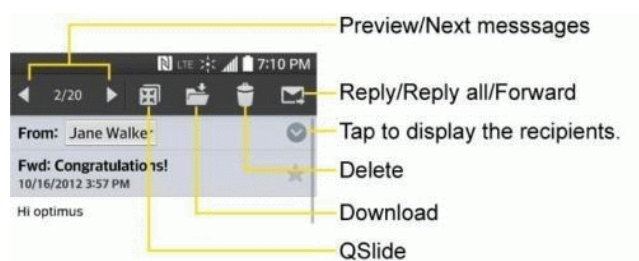 Preview/Next messsages
LTE 7:10 PM
2/20
Reply/Reply all/Forward
From: Jane Walker
Tap to display the recipients.
Fwd: Congratulations!
10/16/2012 3:57 PM
Delete
Hi optimus
Download
QSlide